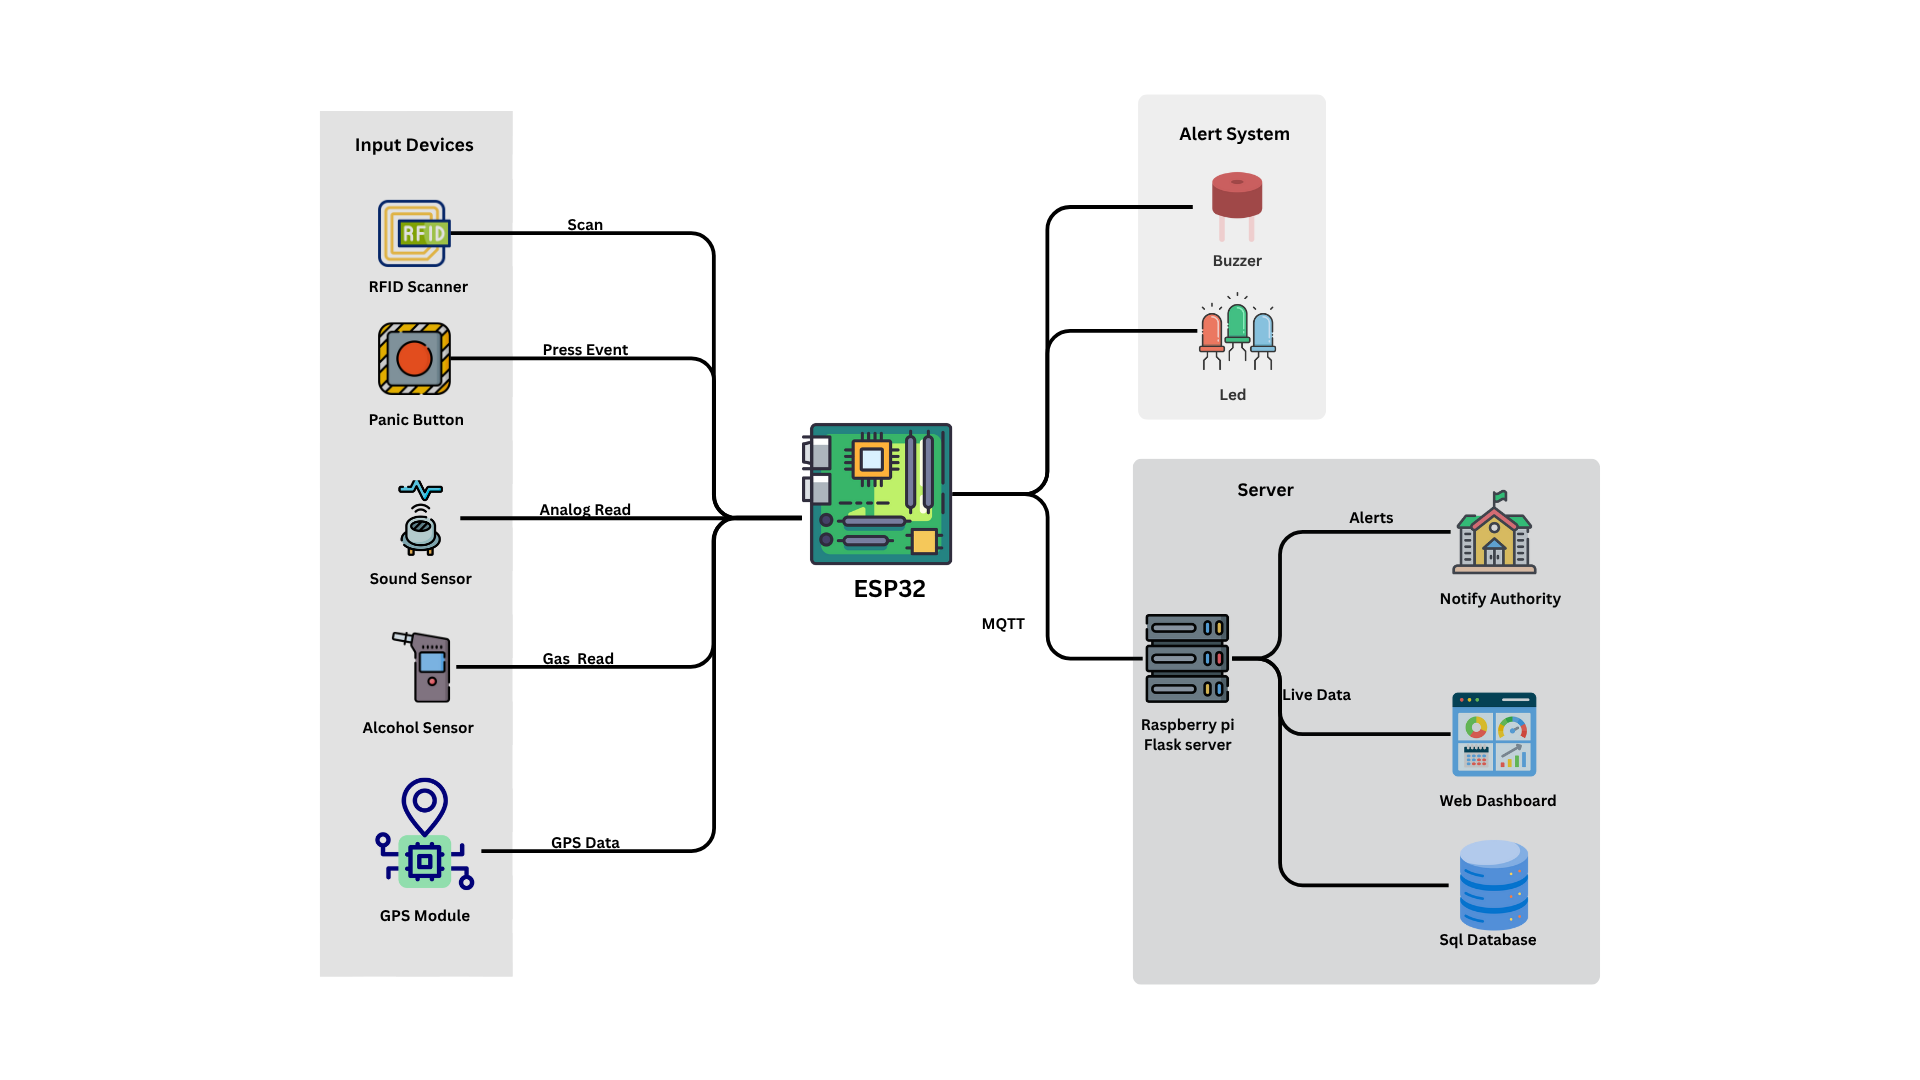 Input Devices
RFID
RFID Scanner
Panic Button
Sound Sensor
Alcohol Sensor
GPS Module
Scan
Press Event
Analog Read
Gas  Read
GPS Data
ESP32
MQTT
Alert System
Buzzer
Led
Server
Raspberry pi
Flask server
Alerts
Live Data
Notify Authority
Web Dashboard
Sql Database